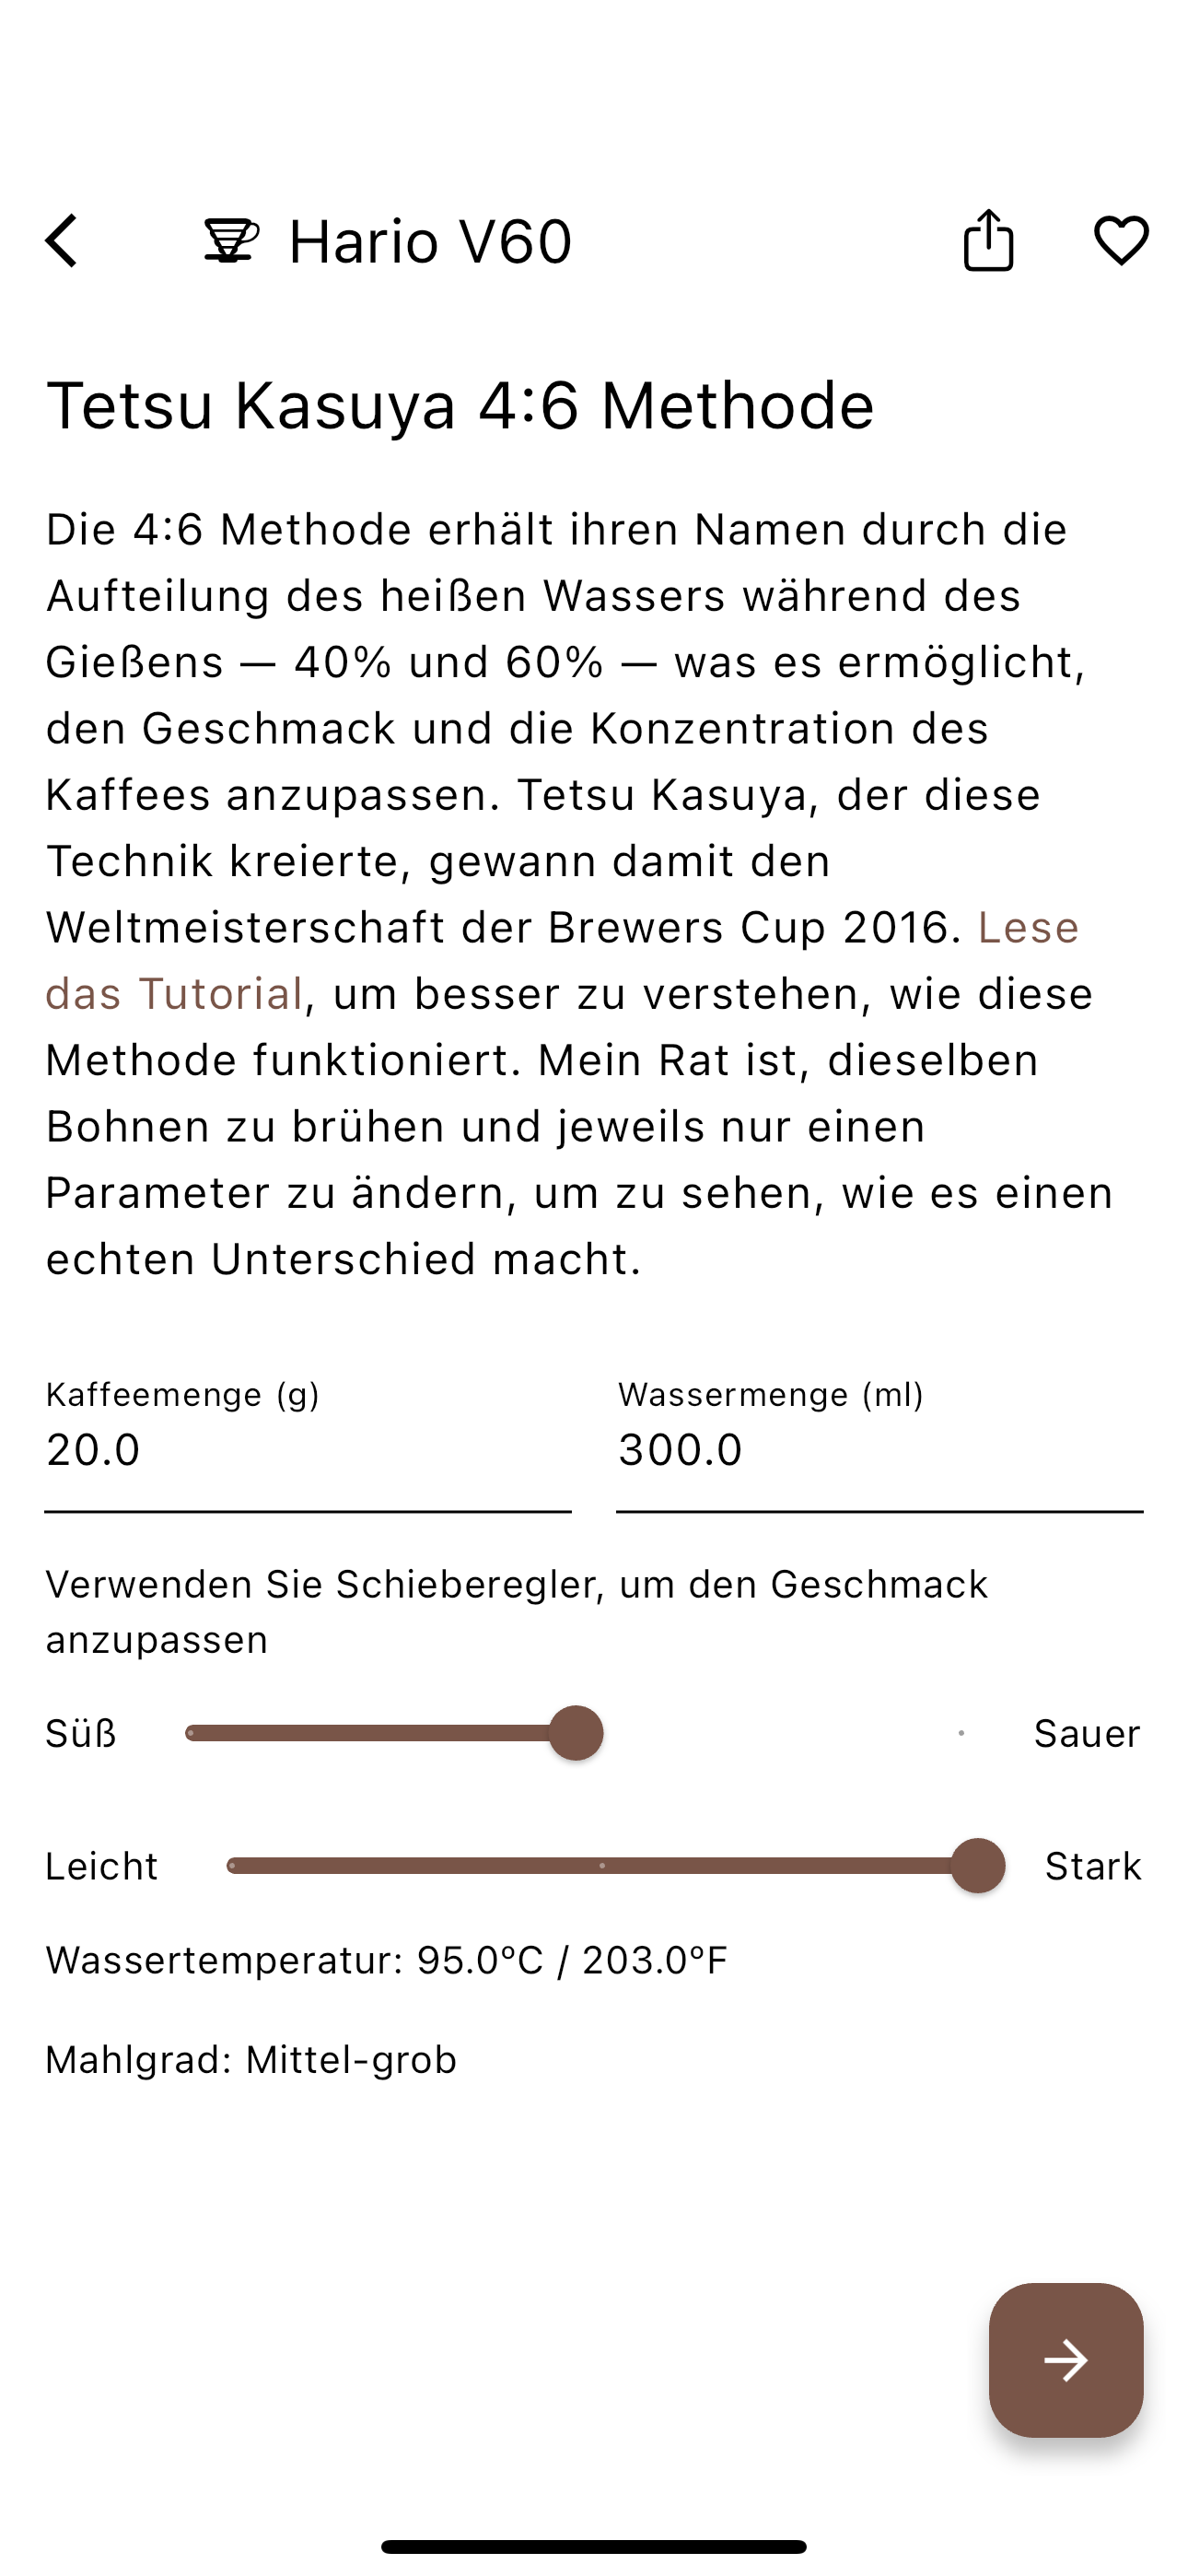 Hario V60
Tetsu Kasuya 4:6 Methode
Die 4:6 Methode erhält ihren Namen durch die
Aufteilung des heißen Wassers während des
Gießens — 40% und 60% — was es ermöglicht,
den Geschmack und die Konzentration des
Kaffees anzupassen. Tetsu Kasuya, der diese
Technik kreierte, gewann damit den
Weltmeisterschaft der Brewers Cup 2016. Lese
das Tutorial, um besser zu verstehen, wie diese
Methode funktioniert. Mein Rat ist, dieselben
Bohnen zu brühen und jeweils nur einen
Parameter zu ändern, um zu sehen, wie es einen
echten Unterschied macht.
Kaffeemenge (g) Wassermenge (ml)
20.0 300.0
Verwenden Sie Schieberegler, um den Geschmack
anzupassen
Süß Sauer
Leicht Stark
Wassertemperatur: 95.0ºC / 203.0ºF
Mahlgrad: Mittel-grob